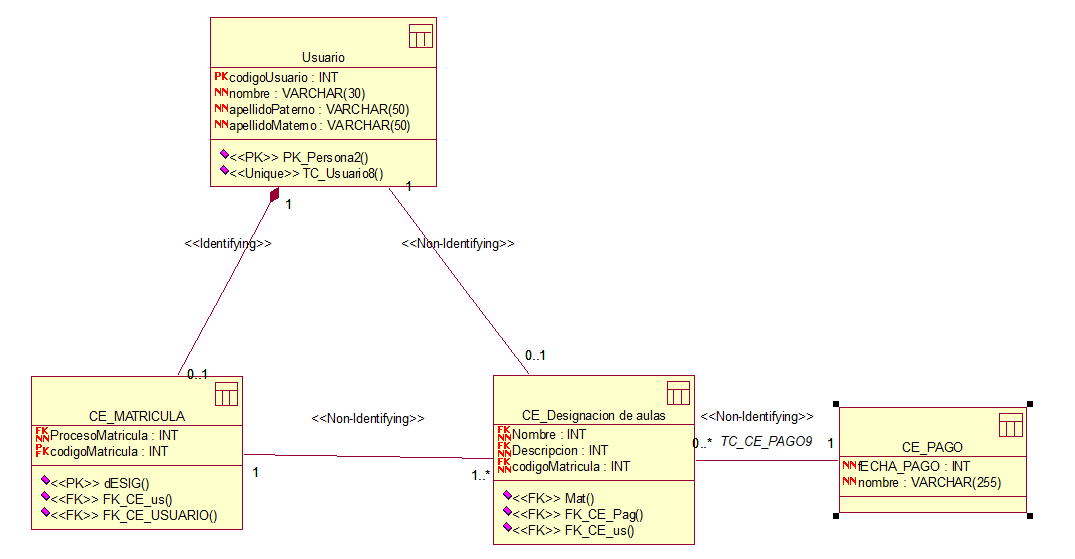 Usuario
PK codigoUsuario : INT
NN nombre : VARCHAR(30)
NN apellidoPaterno : VARCHAR(50)
NN apellidoMaterno : VARCHAR(50)
<<PK>> PK_Persona2()
<<Unique>> TC_Usuario8()
1
1
<<Identifying>>
<<Non-Identifying>>
0..1
0..1
CE_MATRICULA
FK NN ProcesoMatricula : INT
PFK codigoMatricula : INT
<<PK>> dESIG()
<<FK>> FK_CE_us()
<<FK>> FK_CE_USUARIO()
<<Non-Identifying>>
1
1..*
CE_Designacion de aulas
FK NN Nombre : INT
FK NN Descripcion : INT
FK NN codigoMatricula : INT
<<FK>> Mat()
<<FK>> FK_CE_Pag()
<<FK>> FK_CE_us()
<<Non-Identifying>>
0..*
TC_CE_PAGO9
1
CE_PAGO
NN fECHA_PAGO : INT
NN nombre : VARCHAR(255)